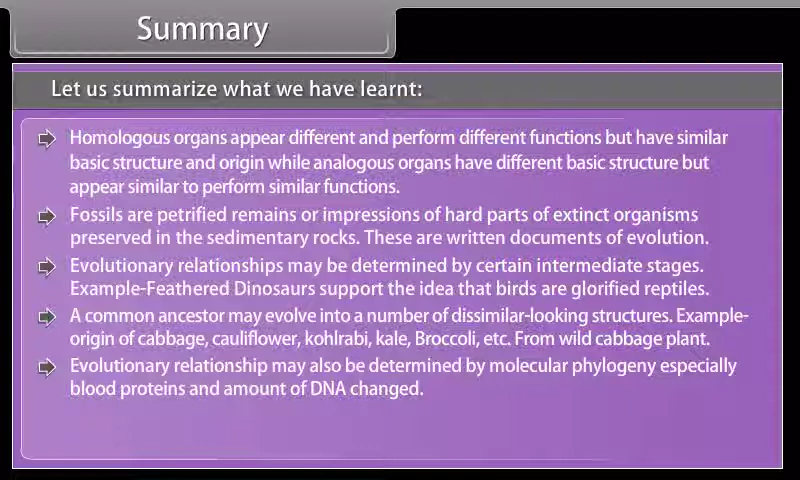 Summary
Let us summarize what we have learnt:
Homologous organs appear different and perform different functions but have similar
basic structure and origin while analogous organs have different basic structure but
appear similar to perform similar functions.
Fossils are petrified remains or impressions of hard parts of extinct organisms
preserved in the sedimentary rocks. These are written documents of evolution.
Evolutionary relationships may be determined by certain intermediate stages.
Example-Feathered Dinosaurs support the idea that birds are glorified reptiles.
A common ancestor may evolve into a number of dissimilar-looking structures. Example-
origin of cabbage, cauliflower, kohlrabi, kale, Broccoli, etc. From wild cabbage plant.
Evolutionary relationship may also be determined by molecular phylogeny especially
blood proteins and amount of DNA changed.